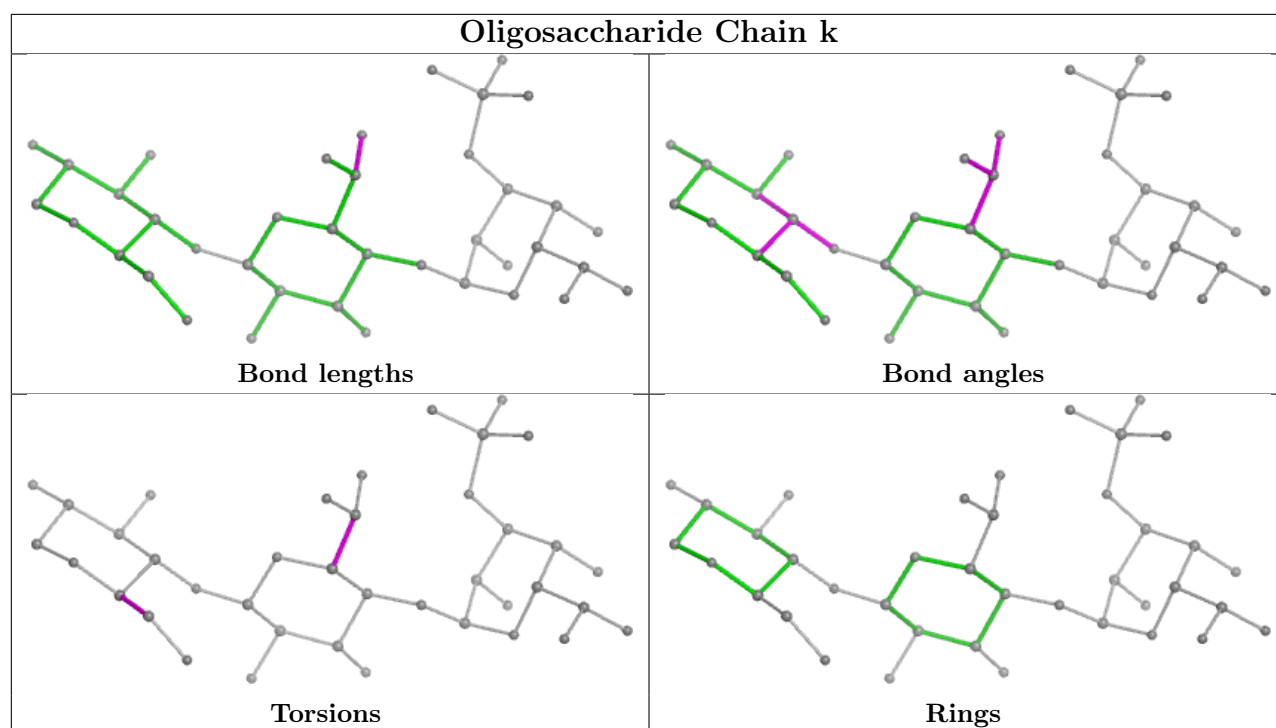 Oligosaccharide Chain k
Bond lengths
Bond angles
Torsions
Rings